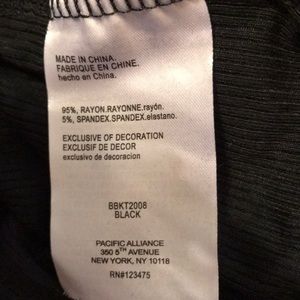 MADE IN CHINA.
FABRIQUE EN CHINE.
hecho en China.
95%, RAYON.RAYONNE.rayón.
5%, SPANDEX.SPANDEX.elastano.
EXCLUSIVE OF DECORATION
EXCLUSIF DE DECOR
exclusivo de decoracion
BBKT2008
BLACK
PACIFIC ALLIANCE
350 5TH AVENUE
NEW YORK, NY 10118
RN#123475